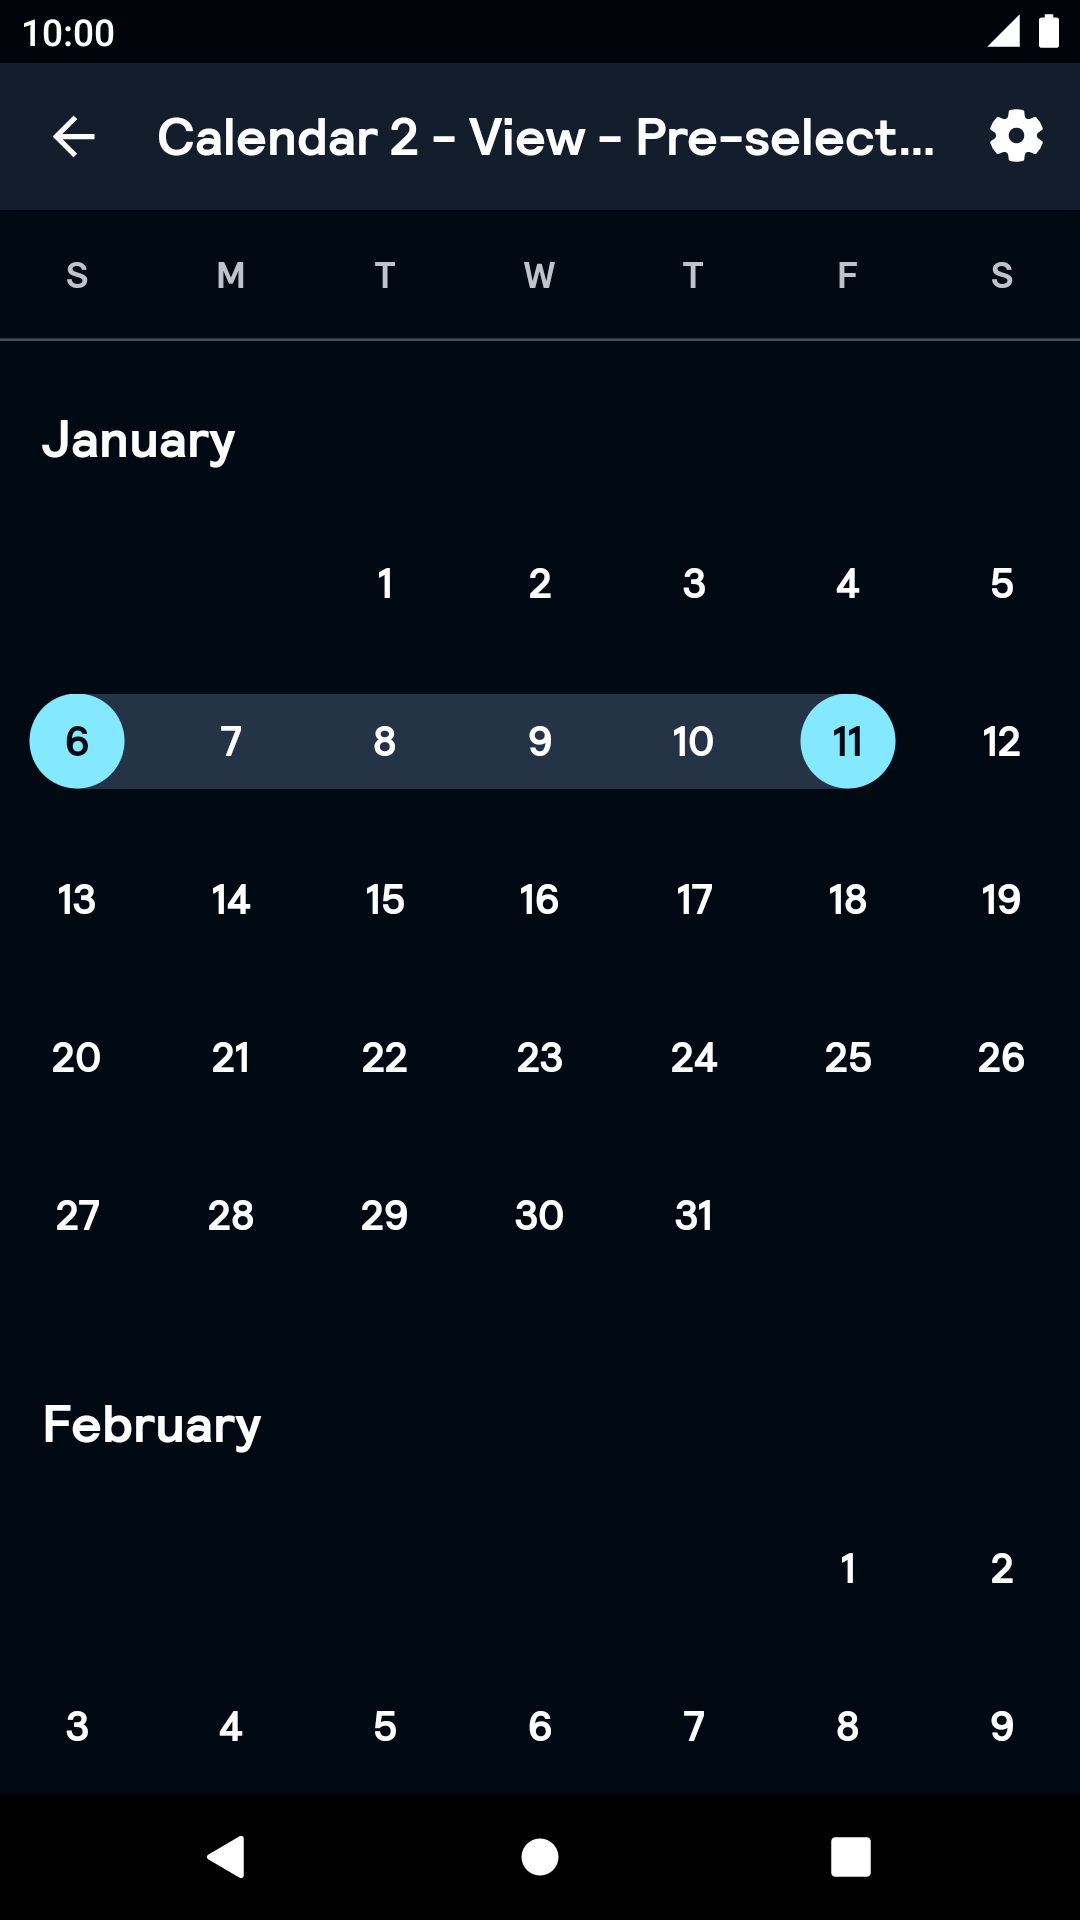 10:00
Calendar 2 - View - Pre-select...
S M T W T F S
January
1 2 3 4 5
6 7 8 9 10 11 12
13 14 15 16 17 18 19
20 21 22 23 24 25 26
27 28 29 30 31
February
1 2
3 4 5 6 7 8 9